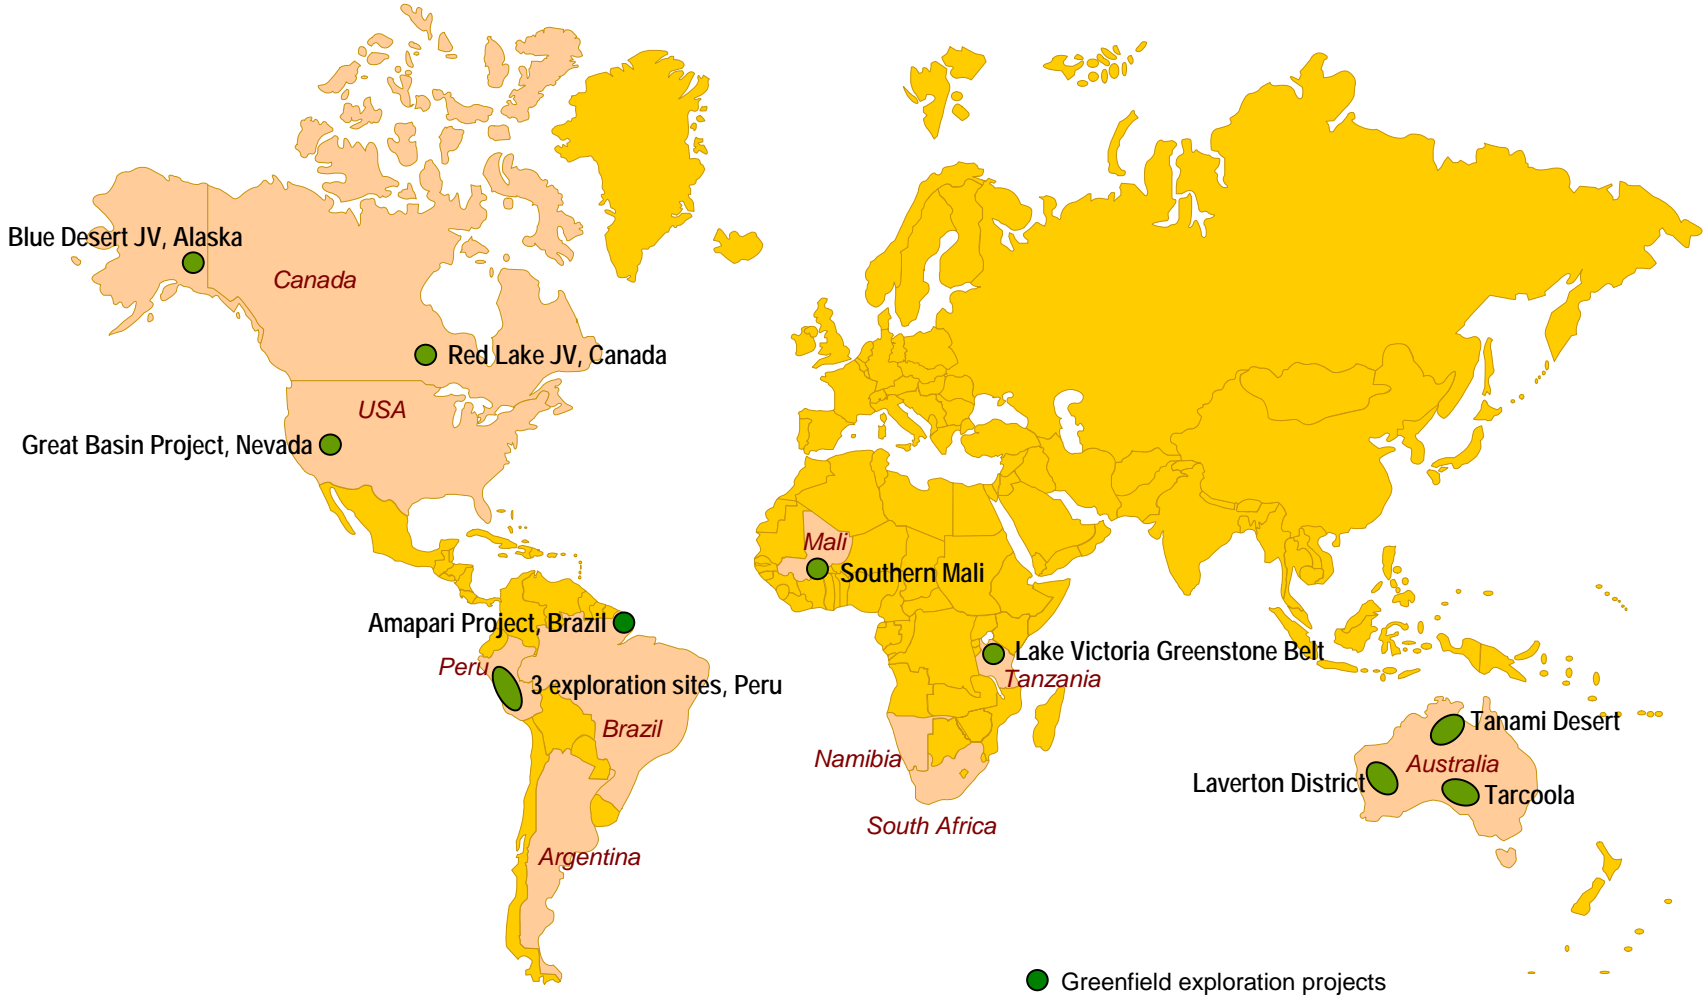 Blue Desert JV, Alaska
Canada
Red Lake JV, Canada
USA
Great Basin Project, Nevada
Mali
Southern Mali
Amapari Project, Brazil
Peru
3 exploration sites, Peru
Brazil
Argentina
Lake Victoria Greenstone Belt
Tanzania
Namibia
South Africa
Tanami Desert
Australia
Laverton District
Tarcoola
Greenfield exploration projects